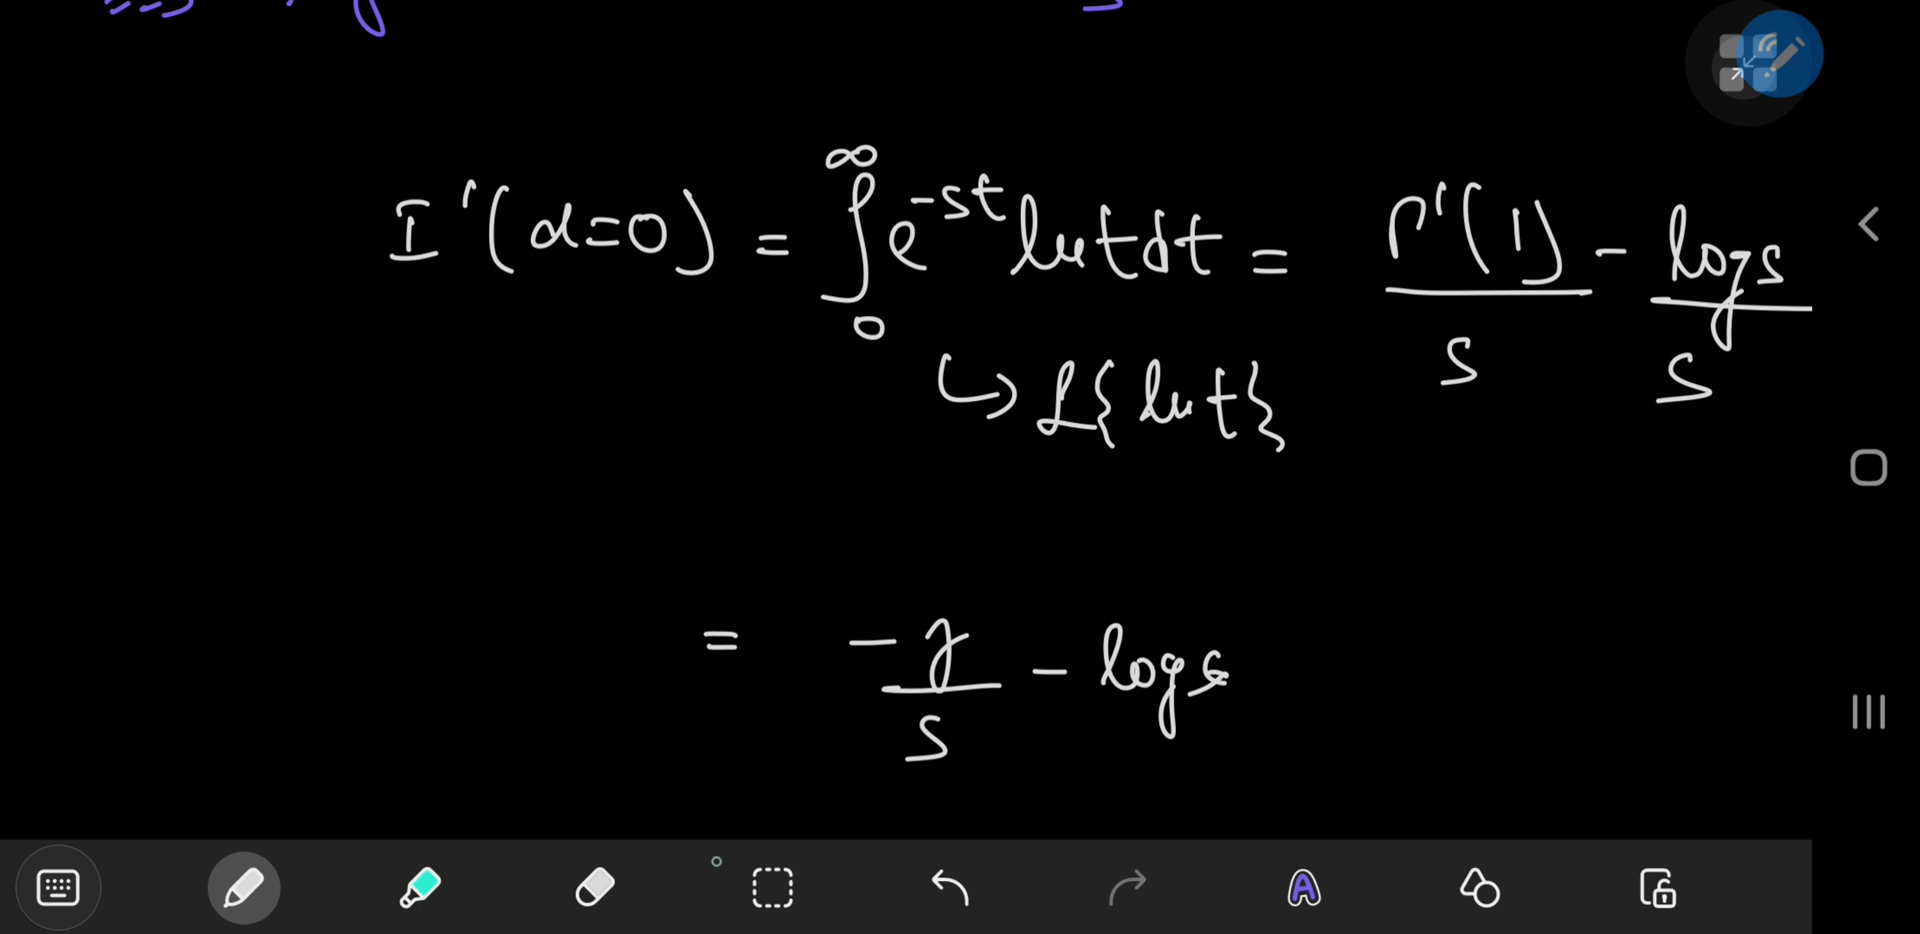 I'(α=0) = ∫₀^∞ e^{-st} ln t dt = Γ'(1)/s - log s/s
↳ ℒ{ln t}
= -γ/s - log s
A